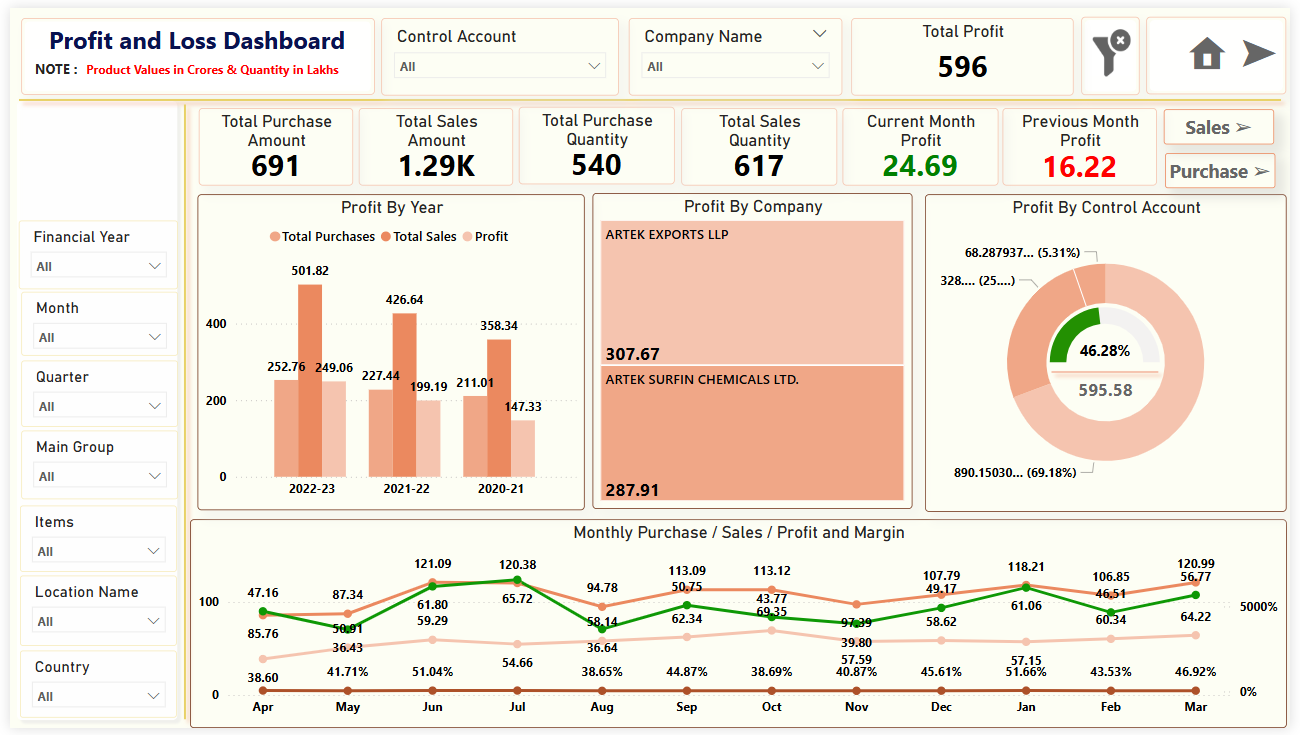 Profit and Loss Dashboard
NOTE : Product Values in Crores & Quantity in Lakhs
Control Account
All
Company Name
All
Total Profit
596
Total Purchase
Amount
691
Total Sales
Amount
1.29K
Total Purchase
Quantity
540
Total Sales
Quantity
617
Current Month
Profit
24.69
Previous Month
Profit
16.22
Sales ➢
Purchase ➢
Financial Year
All
Month
All
Quarter
All
Main Group
All
Items
All
Location Name
All
Country
All
Profit By Year
Total Purchases Total Sales Profit
400
200
0
501.82
426.64
358.34
252.76 249.06
227.44 199.19
211.01 147.33
2022-23 2021-22 2020-21
Profit By Company
ARTEK EXPORTS LLP
307.67
ARTEK SURFIN CHEMICALS LTD.
287.91
Profit By Control Account
68.287937... (5.31%)
328.... (25....)
46.28%
595.58
890.15030... (69.18%)
Monthly Purchase / Sales / Profit and Margin
100
0
5000%
0%
47.16 87.34 121.09 120.38 94.78 113.09 113.12 97.39 107.79 118.21 106.85 120.99
85.76 50.91 61.80 65.72 58.14 50.75 43.77 39.80 49.17 61.06 46.51 56.77
38.60 36.43 59.29 54.66 36.64 62.34 69.35 57.59 58.62 57.15 60.34 64.22
41.71% 51.04% 38.65% 44.87% 38.69% 40.87% 45.61% 51.66% 43.53% 46.92%
Apr May Jun Jul Aug Sep Oct Nov Dec Jan Feb Mar